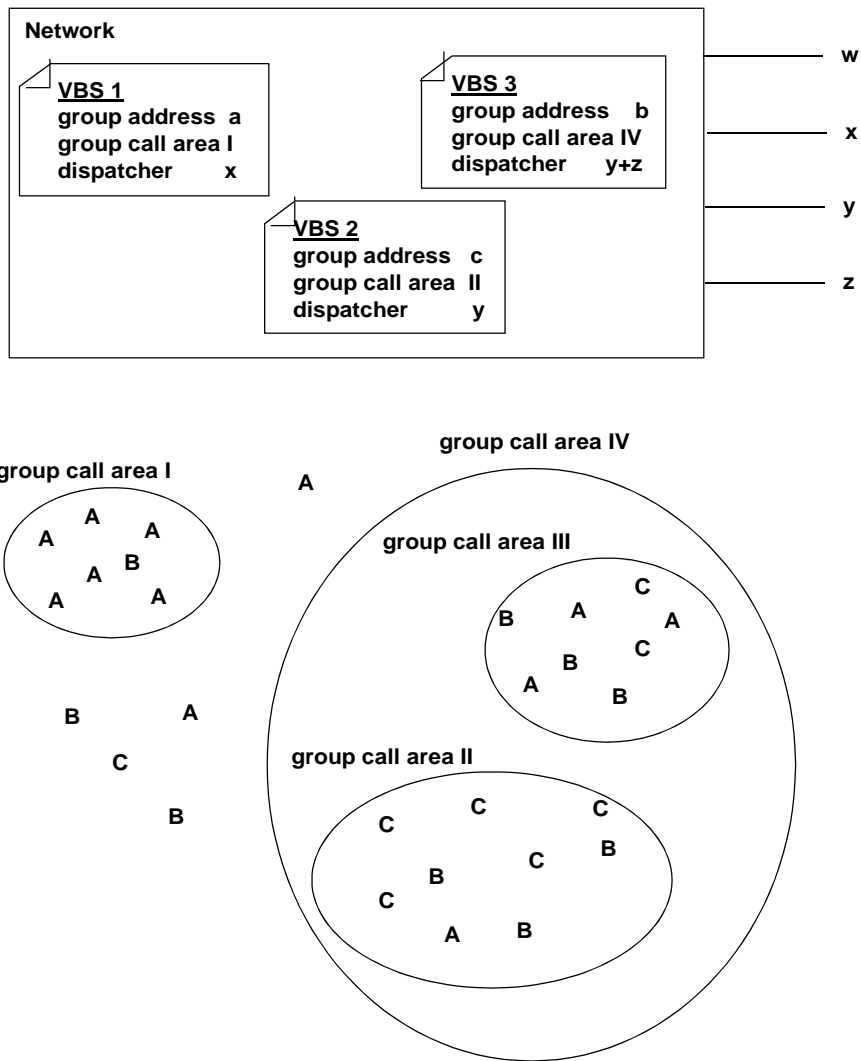 Network
VBS 1
group address a
group call area I
dispatcher x
VBS 3
group address b
group call area IV
dispatcher y+z
VBS 2
group address c
group call area II
dispatcher y
w
x
y
z
group call area IV
group call area I
A
A
A
A
A
B
A
A
group call area III
C
B
A
A
C
B
A
B
B
A
C
B
group call area II
C
C
C
B
C
B
C
A
B